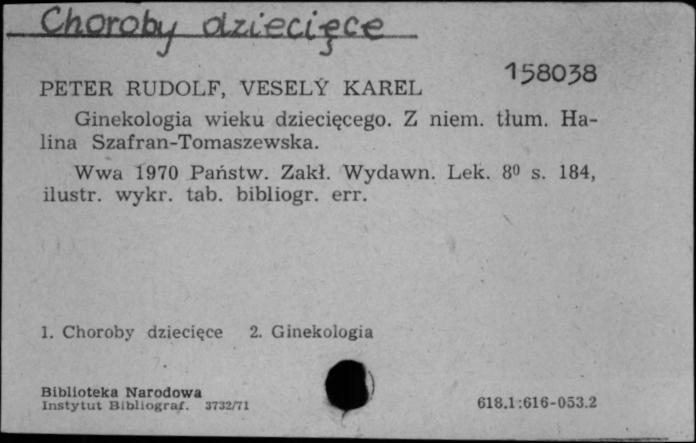 Choroby dziecięce
158038
PETER RUDOLF, VESELÝ KAREL
Ginekologia wieku dziecięcego. Z niem. tłum. Ha-
lina Szafran-Tomaszewska.
Wwa 1970 Państw. Zakł. Wydawn. Lek. 8⁰ s. 184,
ilustr. wykr. tab. bibliogr. err.
1. Choroby dziecięce 2. Ginekologia
Biblioteka Narodowa
Instytut Bibliograf. 3732/71
618.1:616-053.2